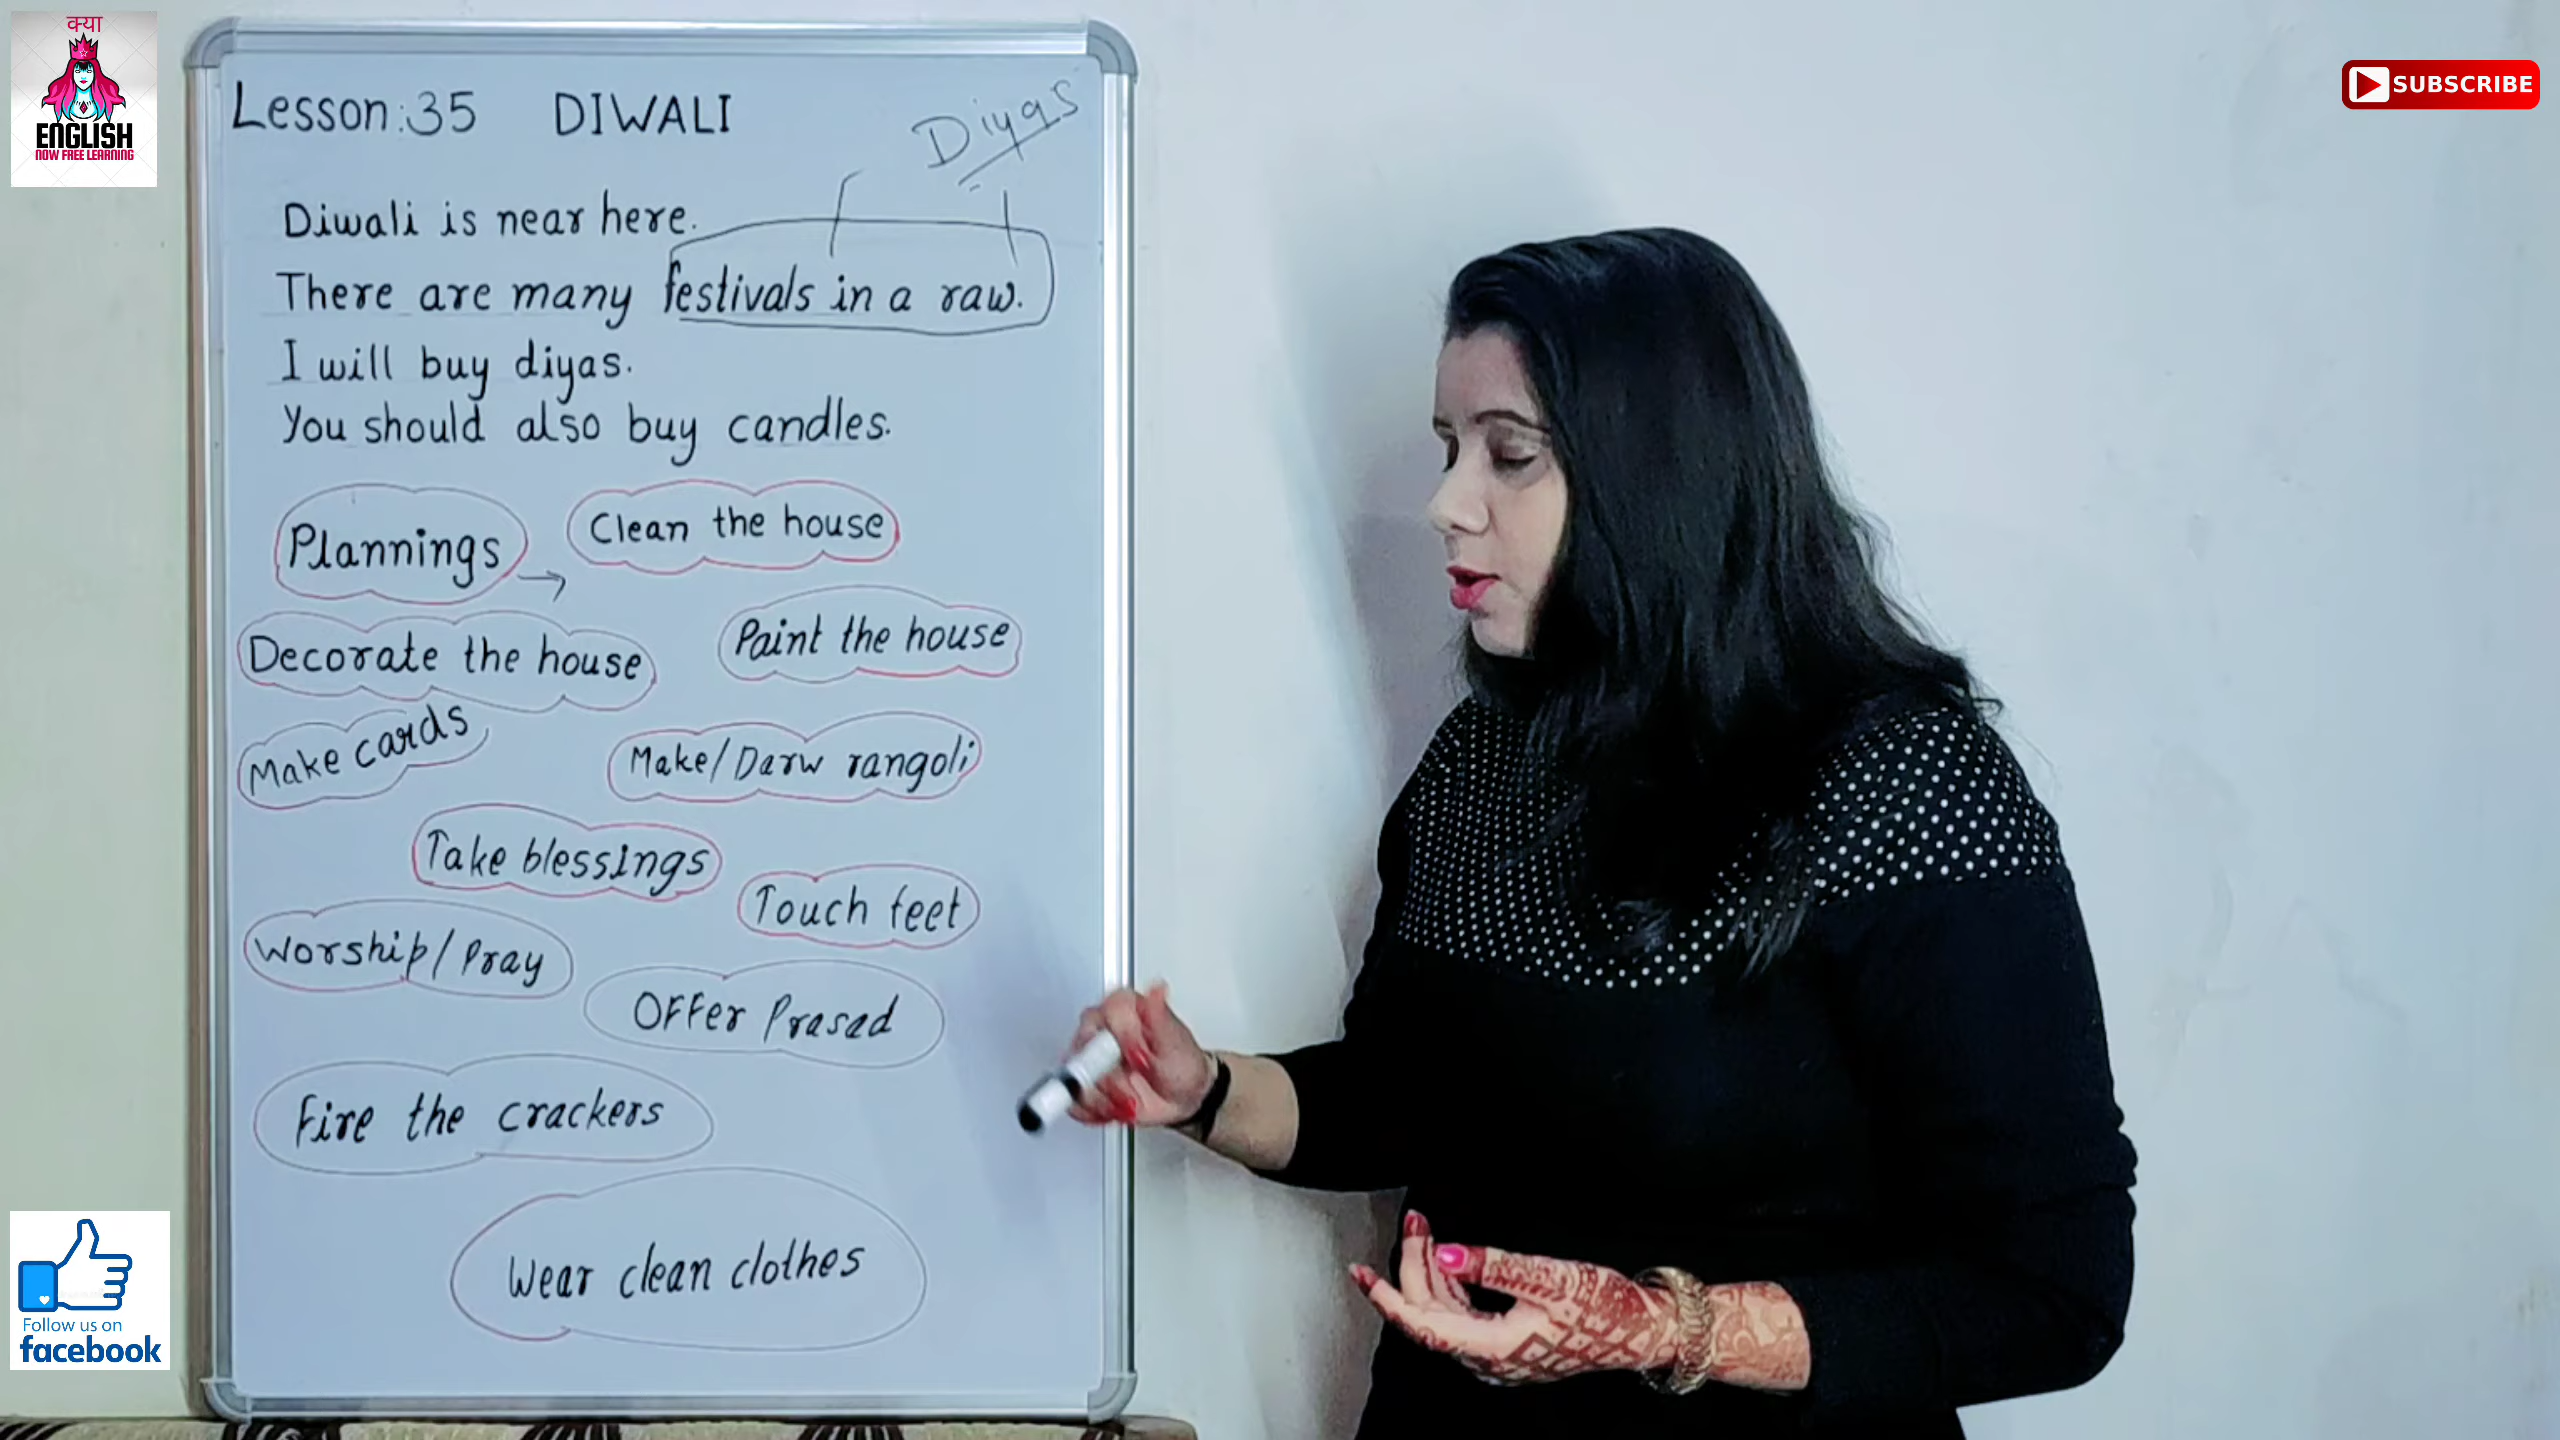 क्या
ENGLISH
NOW FREE LEARNING
SUBSCRIBE
Lesson:35 DIWALI
Diyas
Diwali is near here.
There are many festivals in a raw.
I will buy diyas.
You should also buy candles.
Plannings
Clean the house
Decorate the house
Paint the house
Make cards
Make/Darw rangoli
Take blessings
Touch feet
Worship/Pray
OFFer Prasad
Fire the crackers
Wear clean clothes
Follow us on
facebook